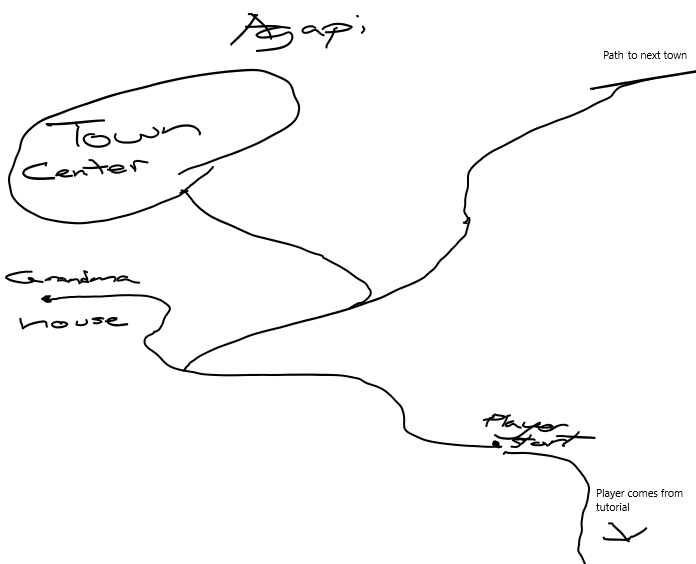 Agapi
Path to next town
Town
Center
Grandma
house
Player
start
Player comes from
tutorial